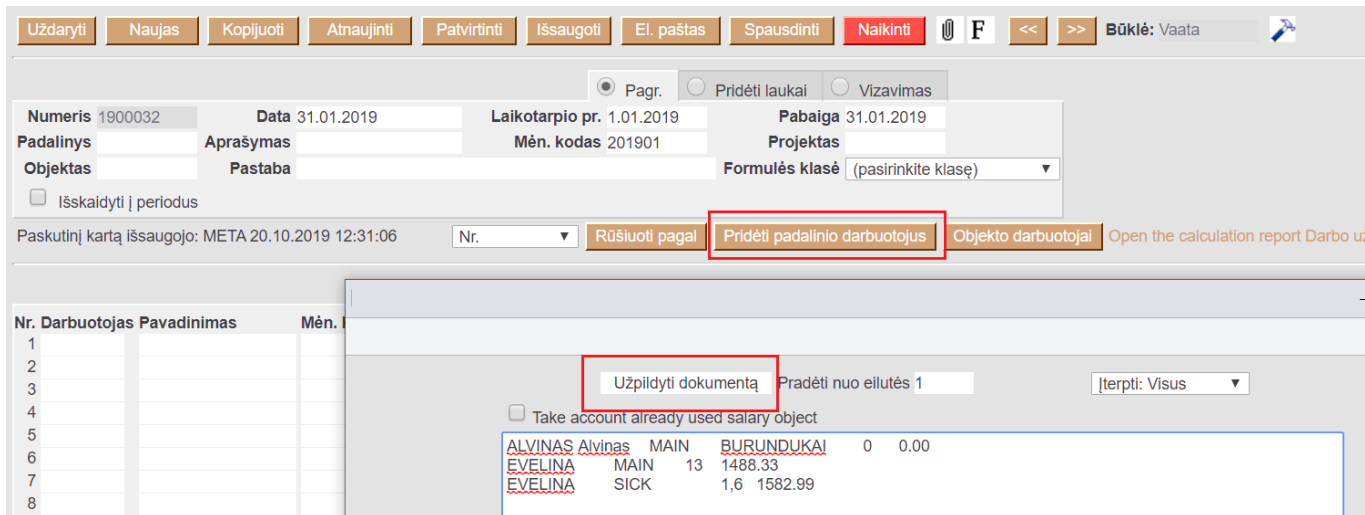 Uždaryti Naujas Kopijuoti Atnaujinti Patvirtinti Išsaugoti El. paštas Spausdinti Naikinti F << >> Būklė: Vaata
Pagr. Pridėti laukai Vizavimas
Numeris 1900032 Data 31.01.2019 Laikotarpio pr. 1.01.2019 Pabaiga 31.01.2019
Padalinys Aprašymas Mėn. kodas 201901 Projektas
Objektas Pastaba Formulės klasė (pasirinkite klasę)
Išskaidyti į periodus
Paskutinį kartą išsaugojo: META 20.10.2019 12:31:06 Nr. Rūšiuoti pagal Pridėti padalinio darbuotojus Objekto darbuotojai Open the calculation report Darbo
Nr. Darbuotojas Pavadinimas Mėn.
1
2
3
4
5
6
7
8
Užpildyti dokumentą Pradėti nuo eilutės 1 Įterpti: Visus
Take account already used salary object
ALVINAS Alvinas MAIN BURUNDUKAI 0 0.00
EVELINA MAIN 13 1488.33
EVELINA SICK 1,6 1582.99